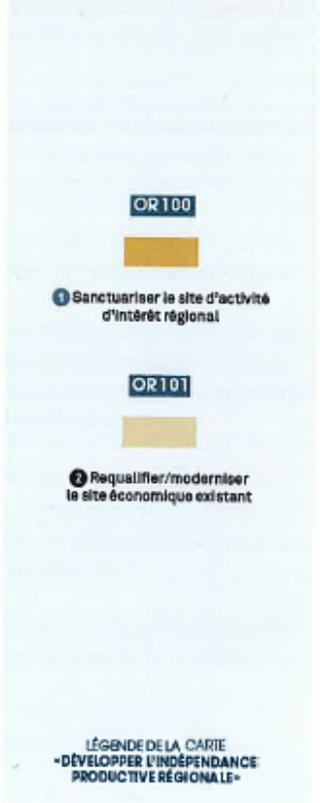 OR100
1 Sanctuariser le site d'activité
d'intérêt régional
OR101
2 Requalifier/moderniser
le site économique existant
LÉGENDE DE LA CARTE
«DÉVELOPPER L'INDÉPENDANCE
PRODUCTIVE RÉGIONALE»